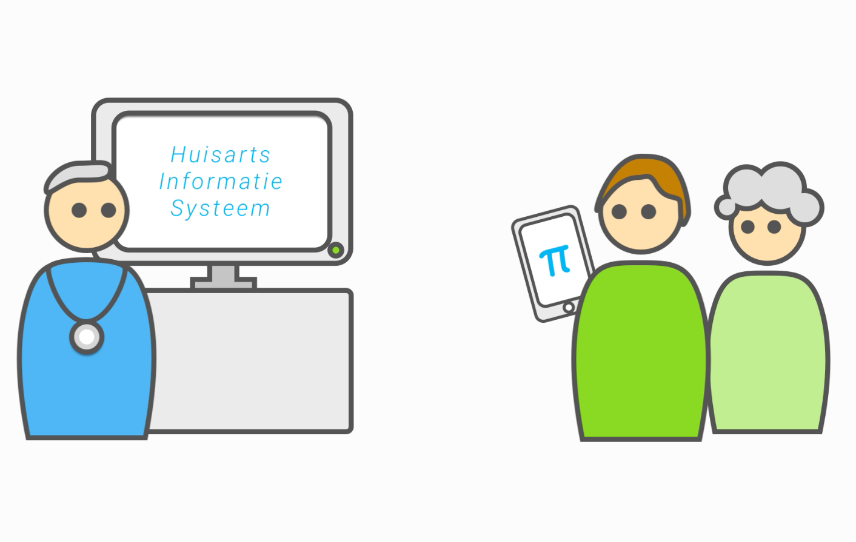 Huisarts
Informatie
Systeem
π